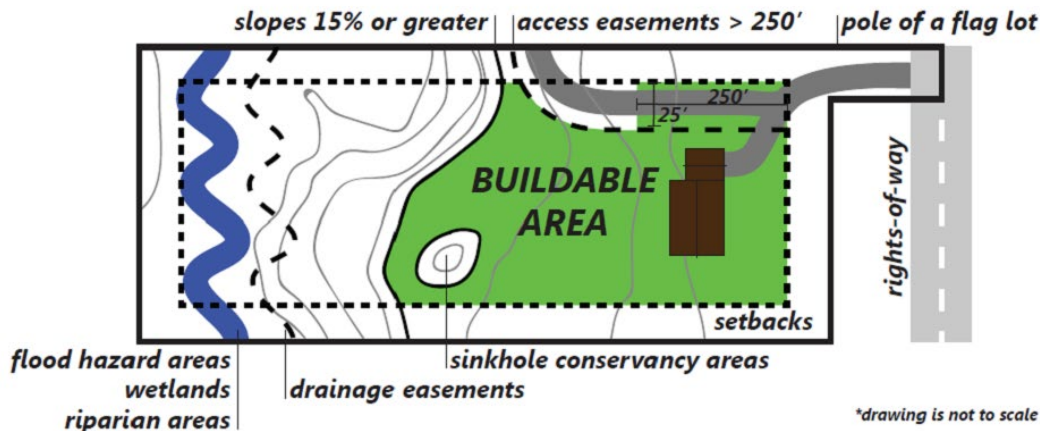 slopes 15% or greater
access easements > 250’
pole of a flag lot
250’
25’
BUILDABLE
AREA
rights-of-way
setbacks
flood hazard areas
wetlands
riparian areas
drainage easements
sinkhole conservancy areas
*drawing is not to scale